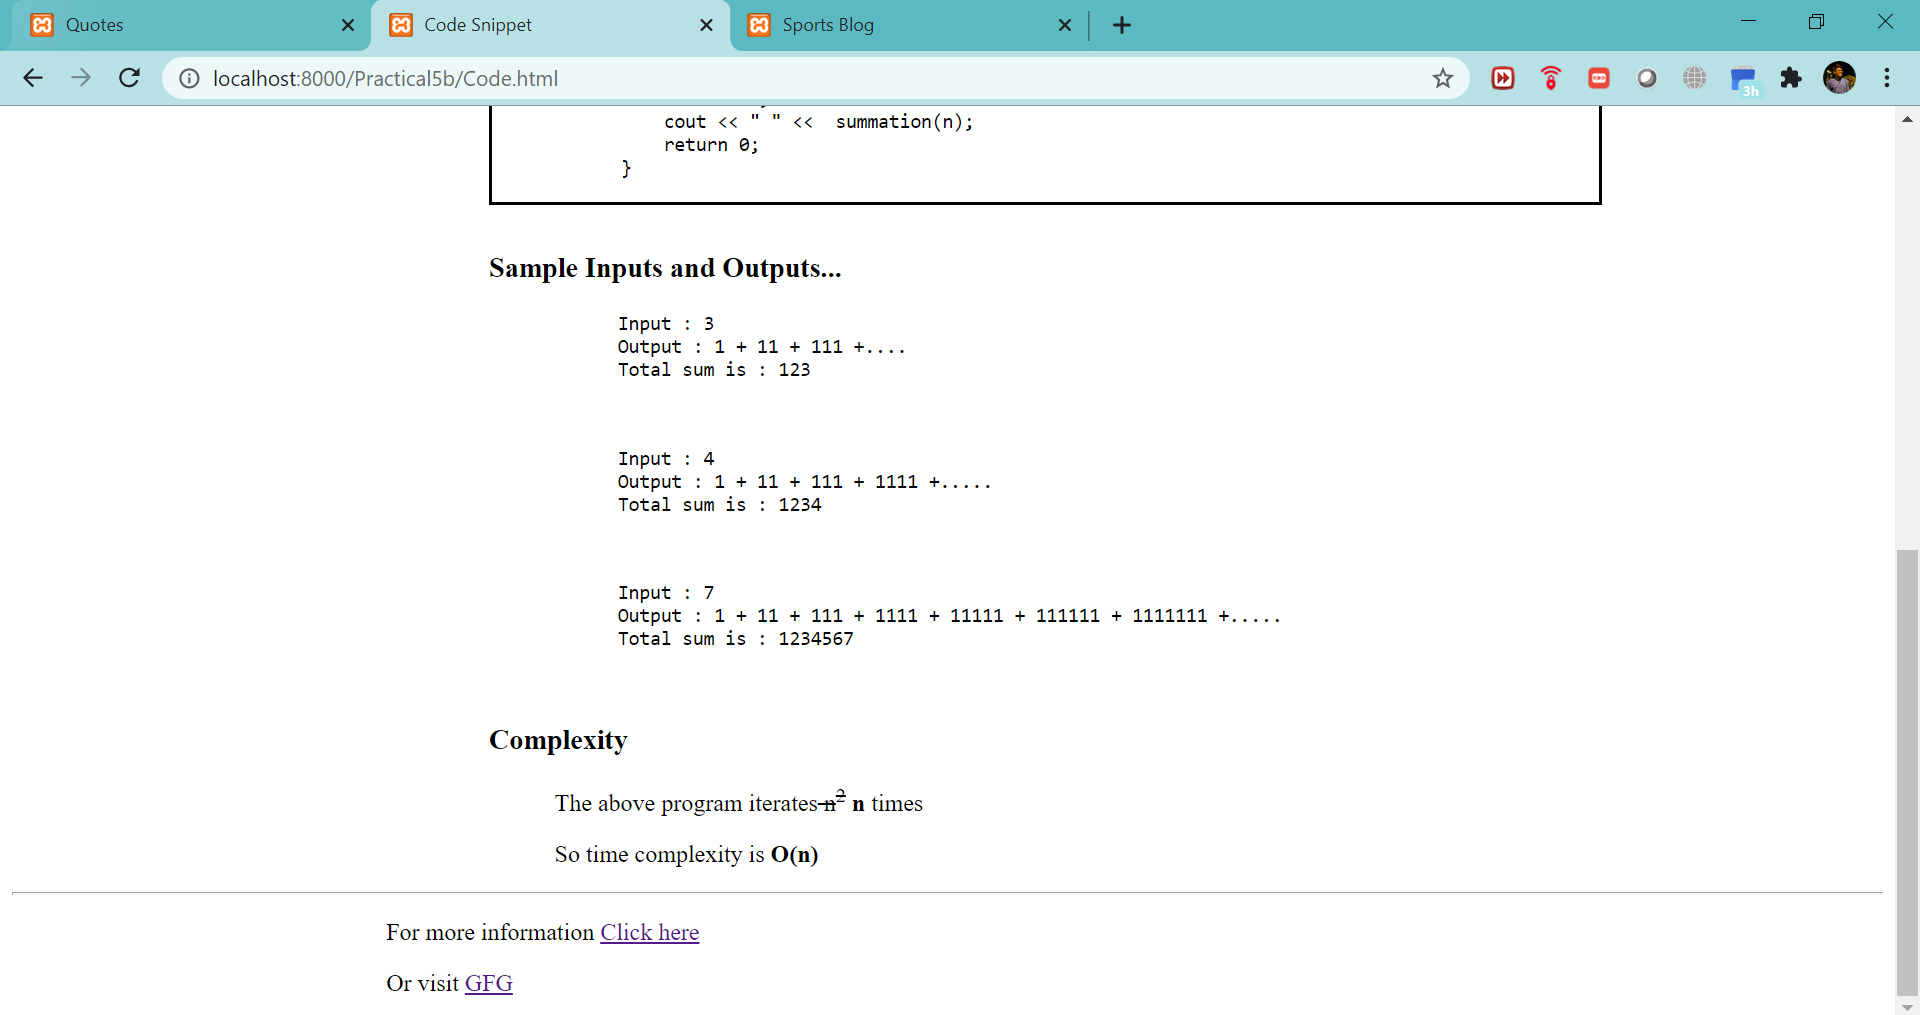 Quotes
Code Snippet
Sports Blog
localhost:8000/Practical5b/Code.html
3h
cout << " " <<  summation(n);
return 0;
}
Sample Inputs and Outputs...
Input : 3
Output : 1 + 11 + 111 +....
Total sum is : 123
Input : 4
Output : 1 + 11 + 111 + 1111 +.....
Total sum is : 1234
Input : 7
Output : 1 + 11 + 111 + 1111 + 11111 + 111111 + 1111111 +.....
Total sum is : 1234567
Complexity
The above program iterates n² n times
So time complexity is O(n)
For more information Click here
Or visit GFG